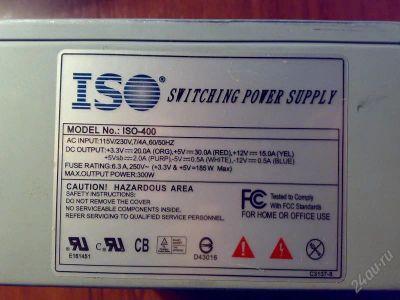 ISO® SWITCHING POWER SUPPLY
MODEL No.: ISO-400
AC INPUT:115V/230V,7/4A,60/50HZ
DC OUTPUT:+3.3V⎓20.0A (ORG),+5V⎓30.0A(RED),+12V⎓15.0A (YEL),
+5Vsb⎓2.0A (PURP),-5V⎓0.5A (WHITE),-12V⎓0.5A (BLUE)
FUSE RATING:6.3 A,250V~ (+3.3V & +5V=185 W Max)
MAX.OUTPUT POWER:300W
CAUTION! HAZARDOUS AREA
SAFETY INSTRUCTIONS:
DO NOT REMOVE THIS COVER
NO SERVICEABLE COMPONENTS INSIDE.
REFER SERVICING TO QUALIFIED SERVICE PERSONNEL
FC Tested To Comply
With FCC Standards
FOR HOME OR OFFICE USE
E161451
CB
D43016
C3137-8
24au.ru